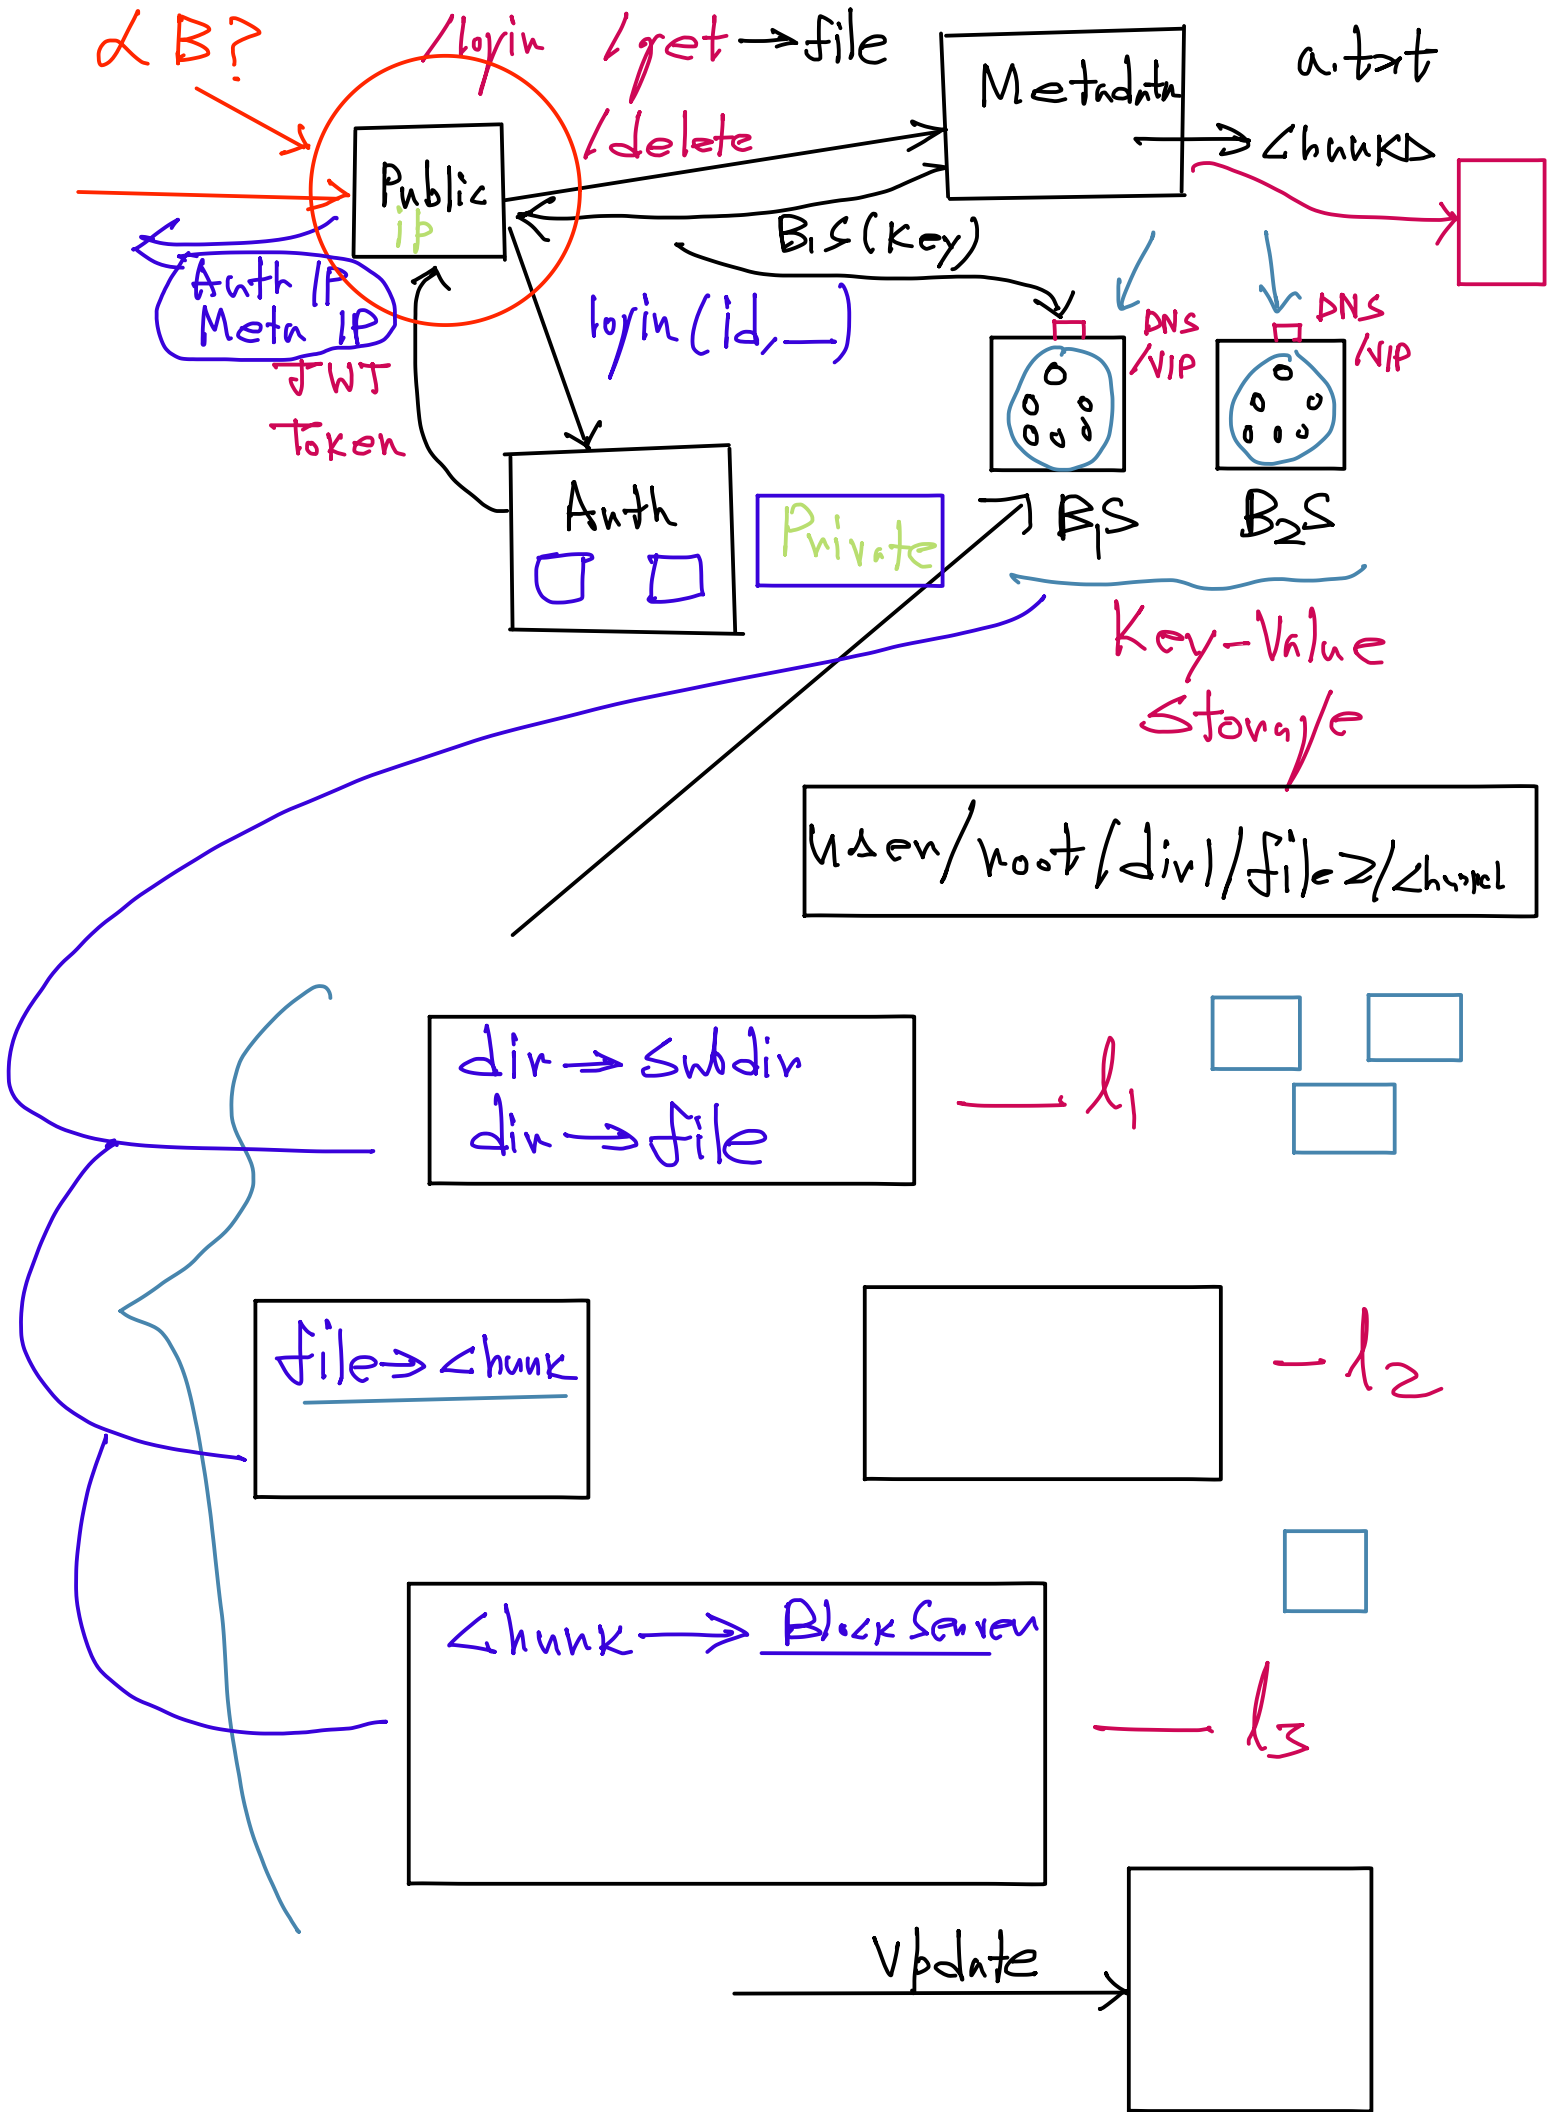 LB?
/login
/get → file
/delete
Public
ip
Metadata
a.txt
→ Chunks
B1S (Key)
Auth IP
Meta IP
JWT
Token
login (id, __)
DNS
/VIP
DNS
/VIP
Auth
Private
B1S
B2S
Key-Value
Storage
user/root/dir1/file2/chunk1
dir → Subdir
dir → file
— l1
file → Chunk
— l2
Chunk → Block Server
— l3
Update